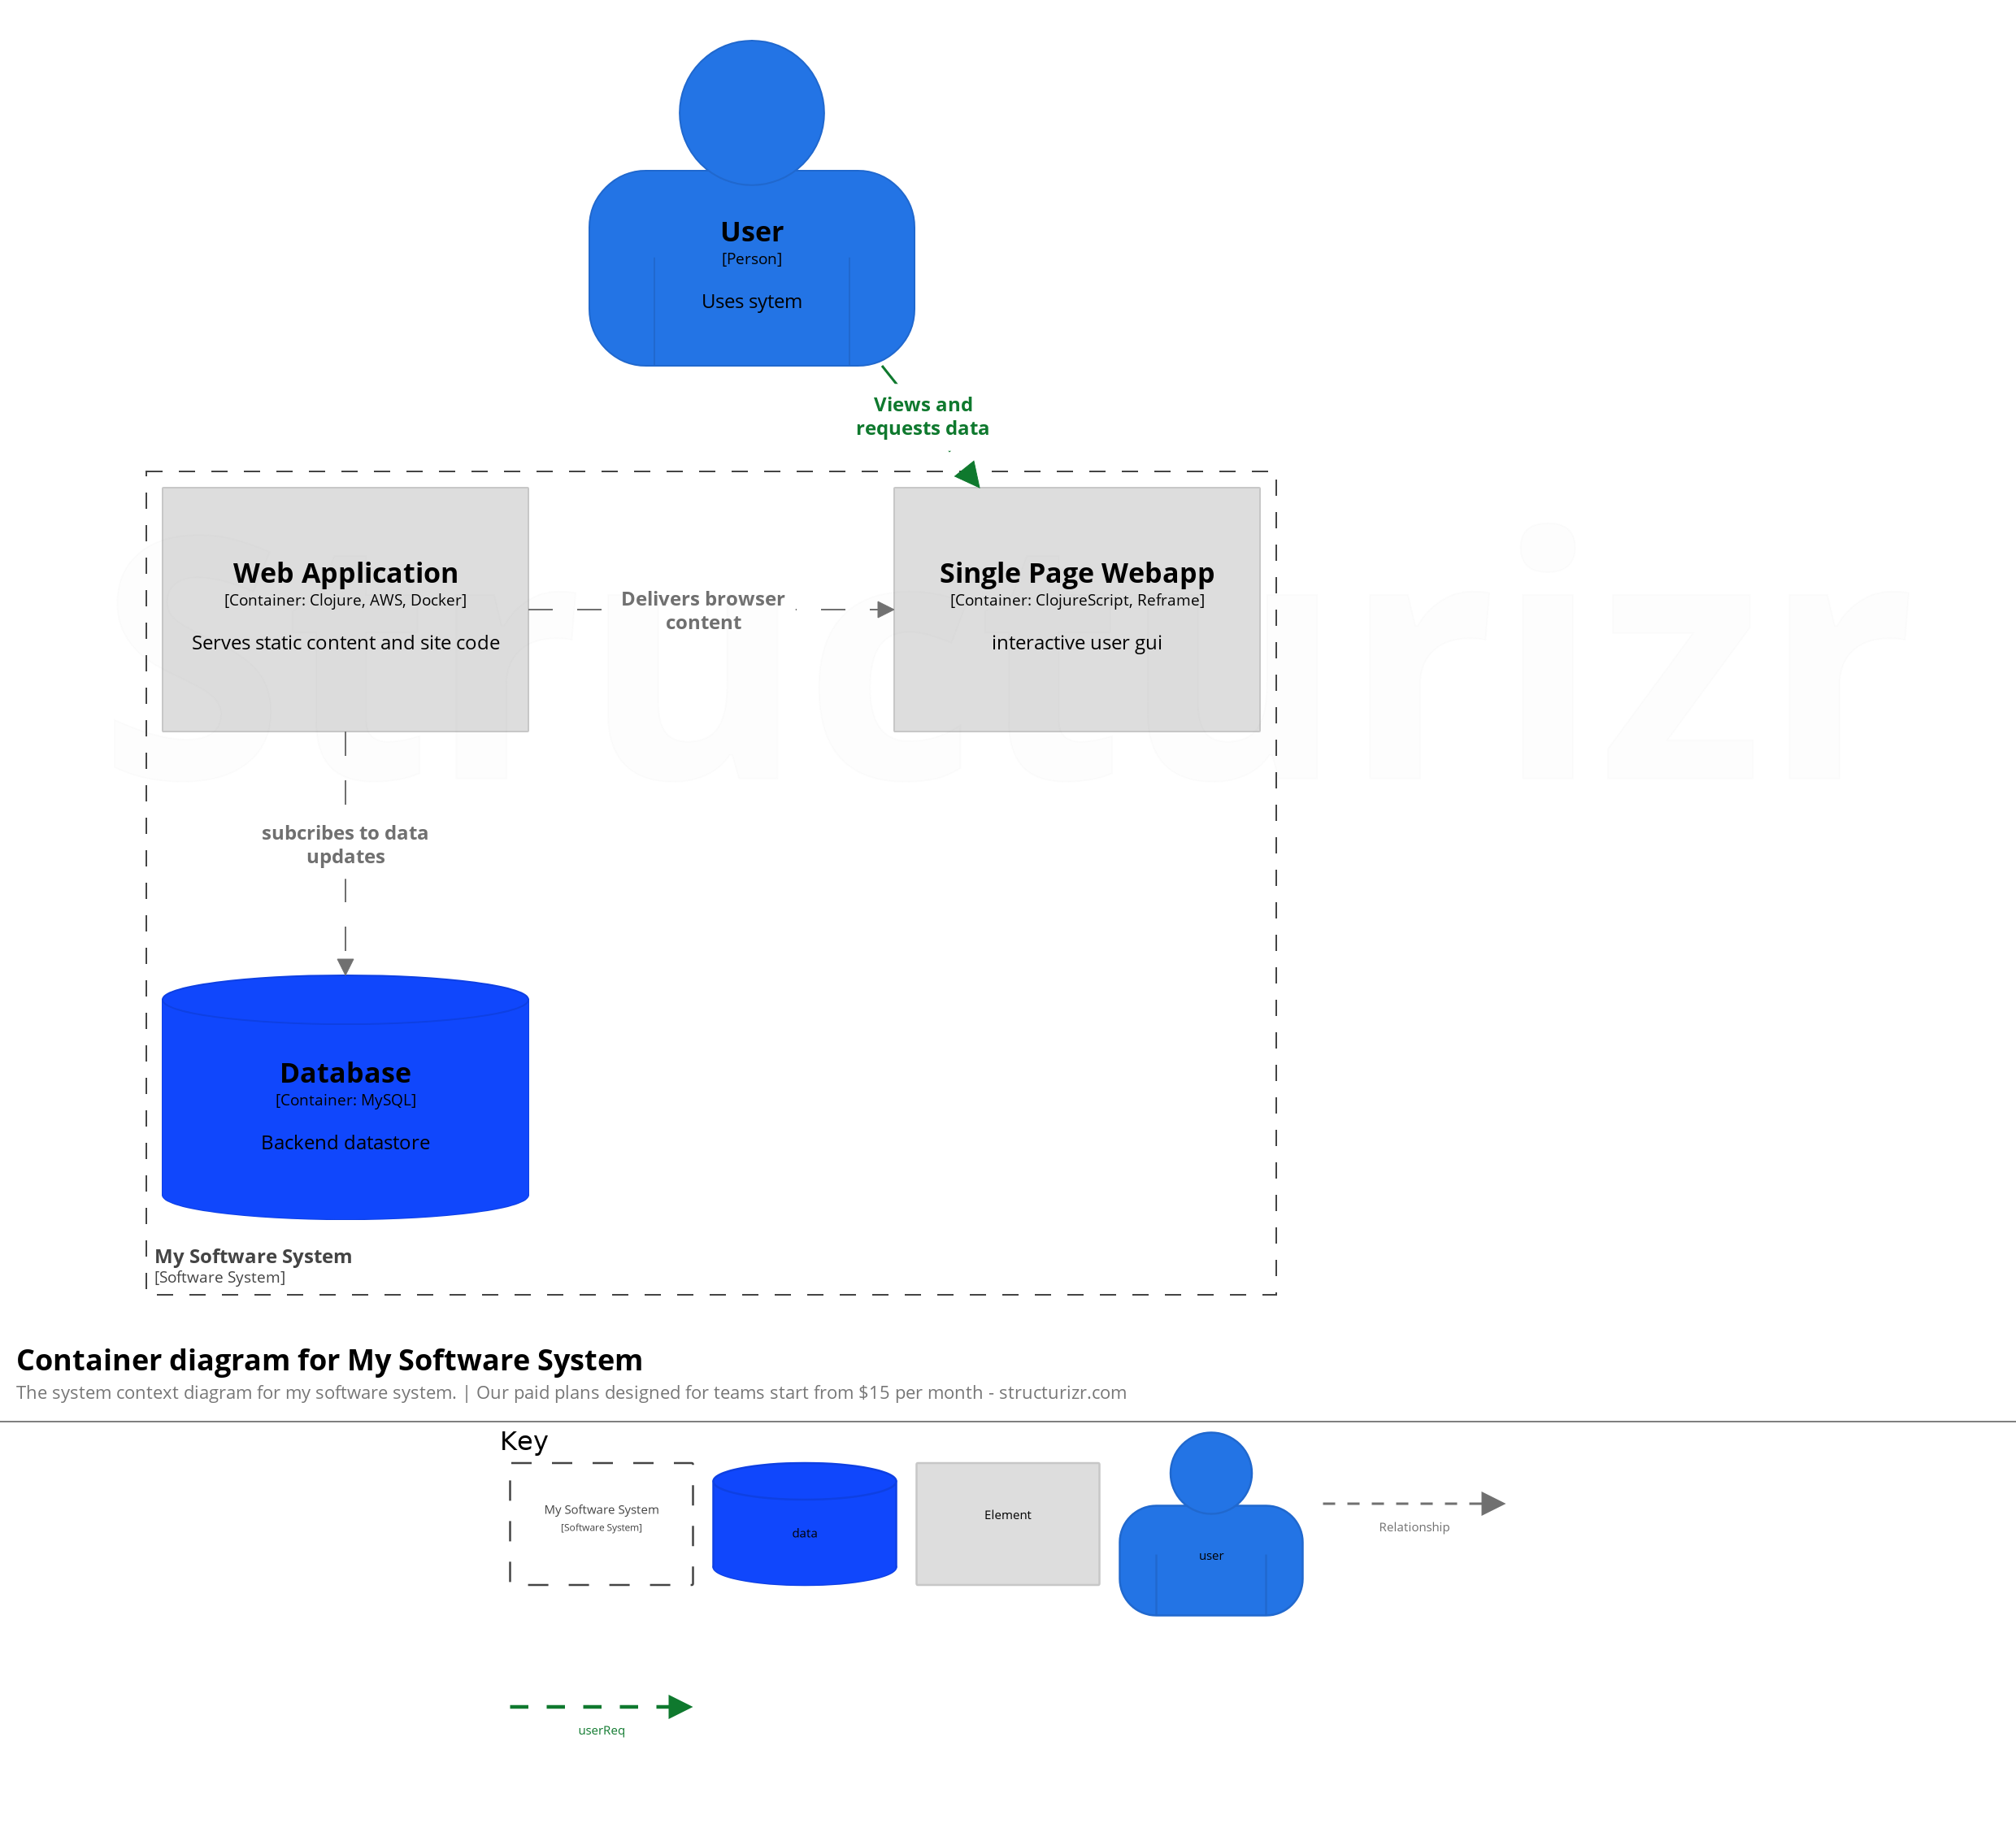 User
[Person]
Uses sytem
Views and
requests data
Web Application
[Container: Clojure, AWS, Docker]
Serves static content and site code
Delivers browser
content
Single Page Webapp
[Container: ClojureScript, Reframe]
interactive user gui
Structurizr
subcribes to data
updates
Database
[Container: MySQL]
Backend datastore
My Software System
[Software System]
Container diagram for My Software System
The system context diagram for my software system. | Our paid plans designed for teams start from $15 per month - structurizr.com
Key
My Software System
[Software System]
data
Element
user
Relationship
userReq